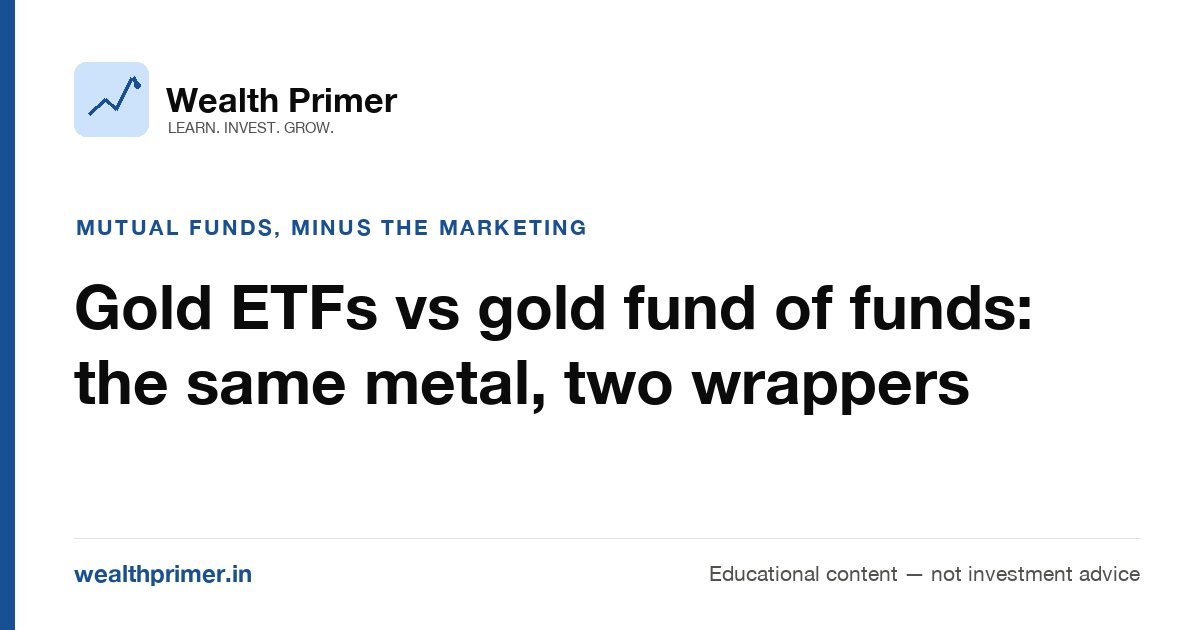 Wealth Primer
LEARN. INVEST. GROW.
MUTUAL FUNDS, MINUS THE MARKETING
Gold ETFs vs gold fund of funds:
the same metal, two wrappers
wealthprimer.in
Educational content — not investment advice